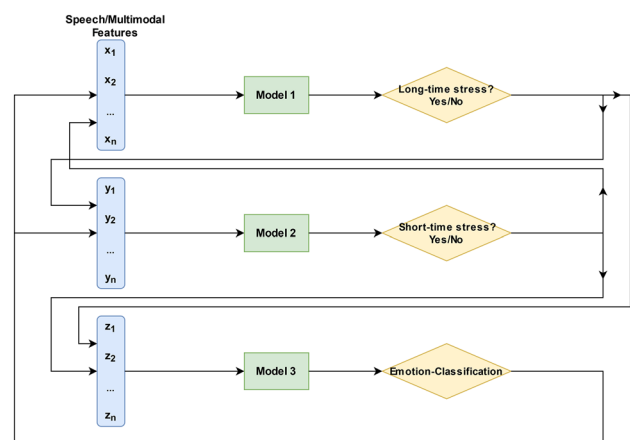 Speech/Multimodal
Features
x1
x2
...
xn
Model 1
Long-time stress?
Yes/No
y1
y2
...
yn
Model 2
Short-time stress?
Yes/No
z1
z2
...
zn
Model 3
Emotion-Classification